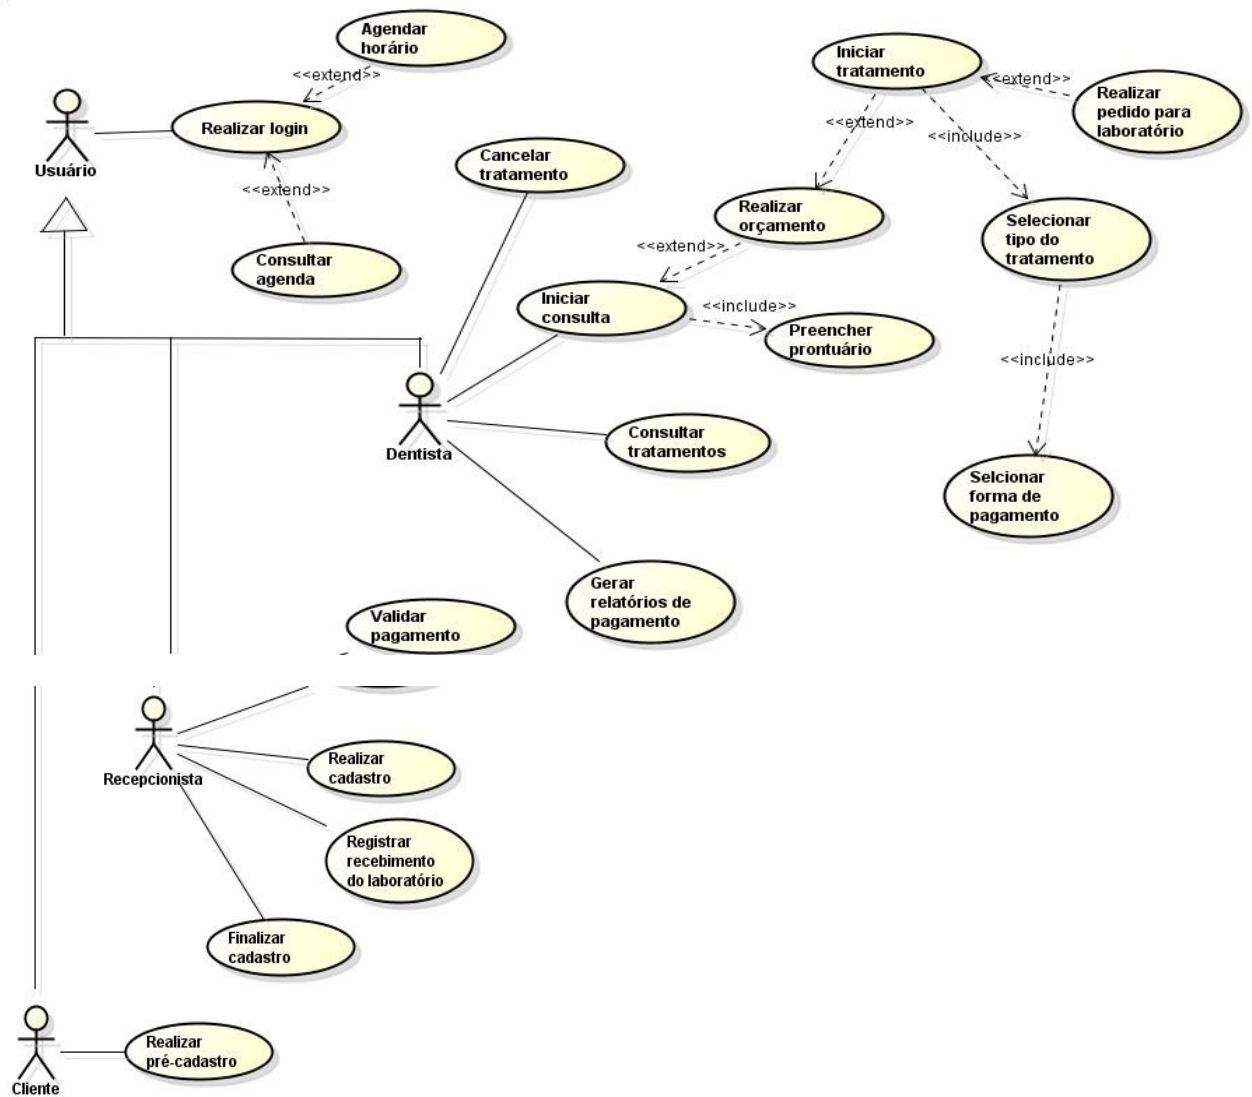 Agendar
horário
<<extend>>
Realizar login
Usuário
<<extend>>
Consultar
agenda
Cancelar
tratamento
Iniciar
tratamento
<<extend>>
Realizar
pedido para
laboratório
<<extend>>
<<include>>
Realizar
orçamento
Selecionar
tipo do
tratamento
<<extend>>
Iniciar
consulta
<<include>>
Preencher
prontuário
<<include>>
Dentista
Consultar
tratamentos
Selcionar
forma de
pagamento
Gerar
relatórios de
pagamento
Validar
pagamento
Recepcionista
Realizar
cadastro
Registrar
recebimento
do laboratório
Finalizar
cadastro
Cliente
Realizar
pré-cadastro